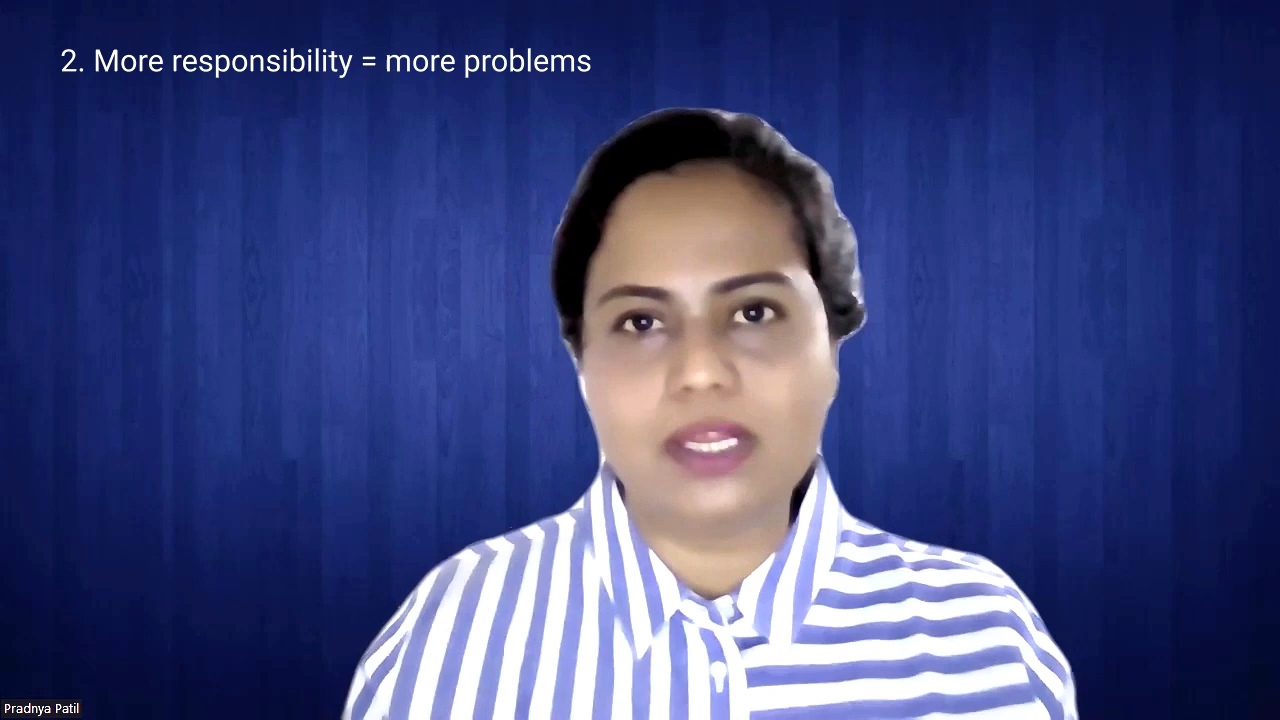 2. More responsibility = more problems
Pradnya Patil